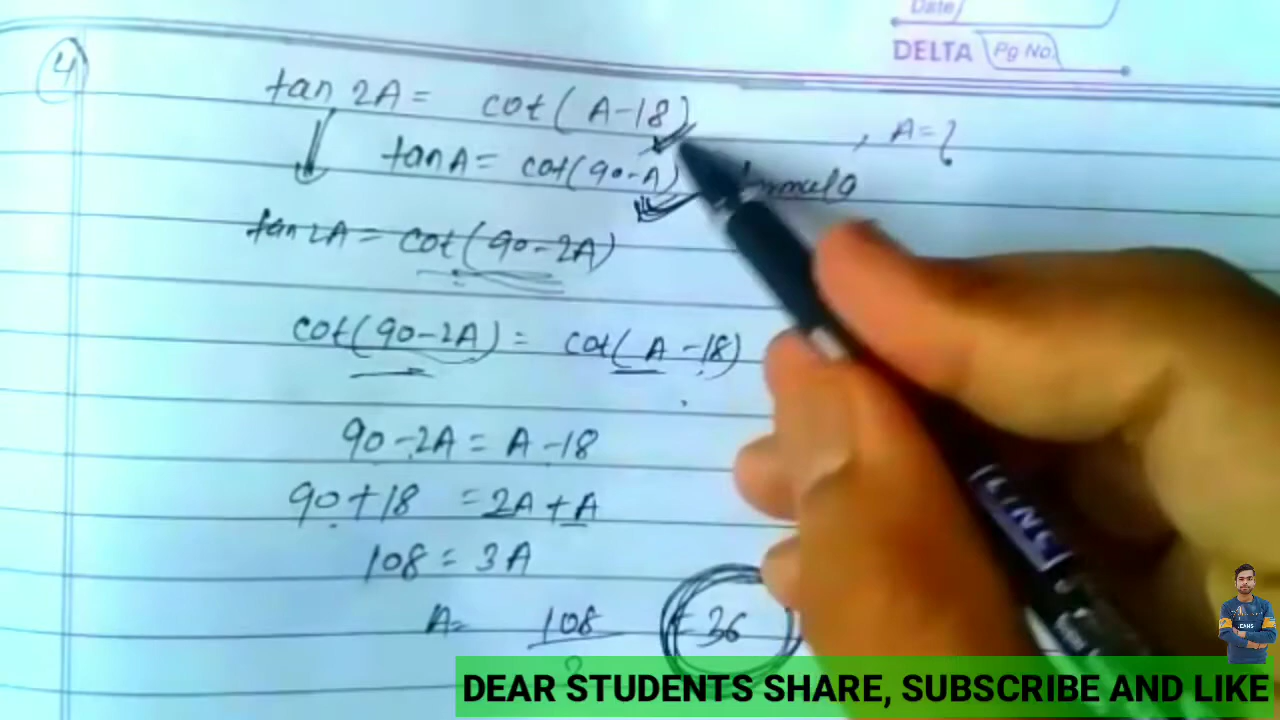 Date
DELTA Pg No.
4
tan 2A = cot ( A-18) , A = ?
tan A = cot(90-A) formula
tan 2A = cot(90-2A)
cot(90-2A) = cot( A -18)
90-2A = A -18
90+18 = 2A + A
108 = 3A
A = 108 = 36
3
DEAR STUDENTS SHARE, SUBSCRIBE AND LIKE